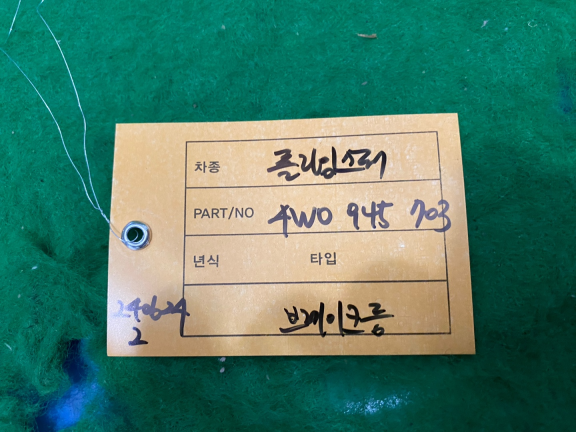 차종 플라잉스퍼
PART/NO 4W0 945 703
년식 타입
브레이크등
240624
2